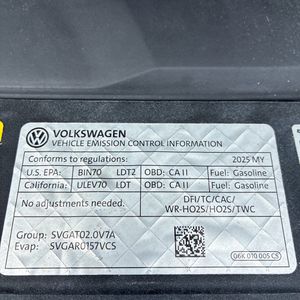 VOLKSWAGEN
VEHICLE EMISSION CONTROL INFORMATION
Conforms to regulations: 2025 MY
U.S. EPA: BIN70 LDT2 OBD: CA II Fuel: Gasoline
California: ULEV70 LDT OBD: CA II Fuel: Gasoline
No adjustments needed. DFI/TC/CAC/
WR-HO2S/HO2S/TWC
Group: SVGAT02.0V7A
Evap: SVGAR0157VCS
06K 010 005 CS